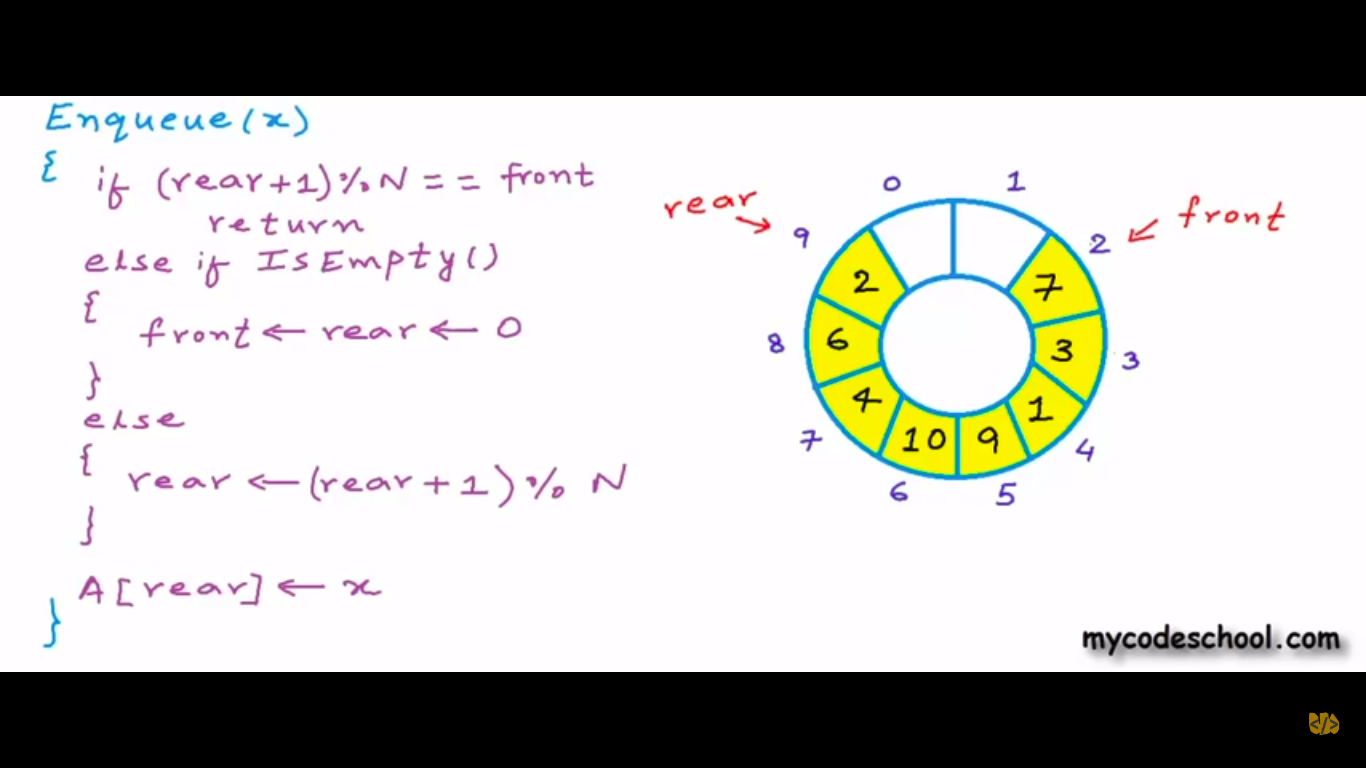 Enqueue(x)
{
if (rear+1)%N == front
return
else if IsEmpty()
{
front ← rear ← 0
}
else
{
rear ← (rear+1)% N
}
A[rear] ← x
}
0 1
rear front
9 2
2 7
8 6 3 3
4 1
10 9
7 4
6 5
mycodeschool.com